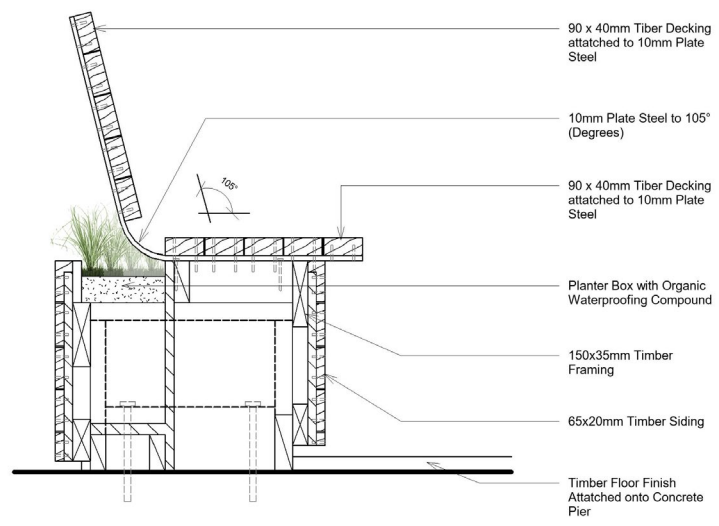 90 x 40mm Tiber Decking
attatched to 10mm Plate
Steel
10mm Plate Steel to 105°
(Degrees)
105°
90 x 40mm Tiber Decking
attatched to 10mm Plate
Steel
Planter Box with Organic
Waterproofing Compound
150x35mm Timber
Framing
65x20mm Timber Siding
Timber Floor Finish
Attatched onto Concrete
Pier